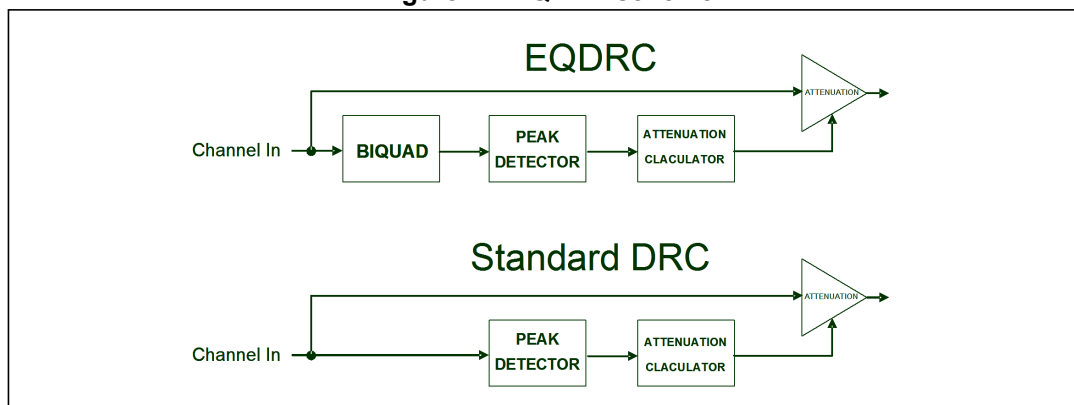 EQDRC
ATTENUATION
Channel In
BIQUAD
PEAK
DETECTOR
ATTENUATION
CLACULATOR
Standard DRC
ATTENUATION
Channel In
PEAK
DETECTOR
ATTENUATION
CLACULATOR